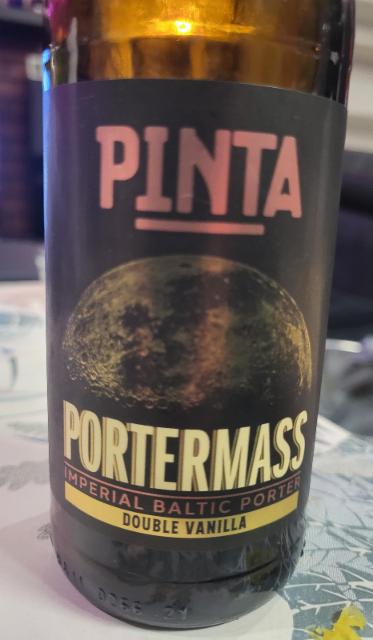 PINTA
PORTERMASS
IMPERIAL BALTIC PORTER
DOUBLE VANILLA